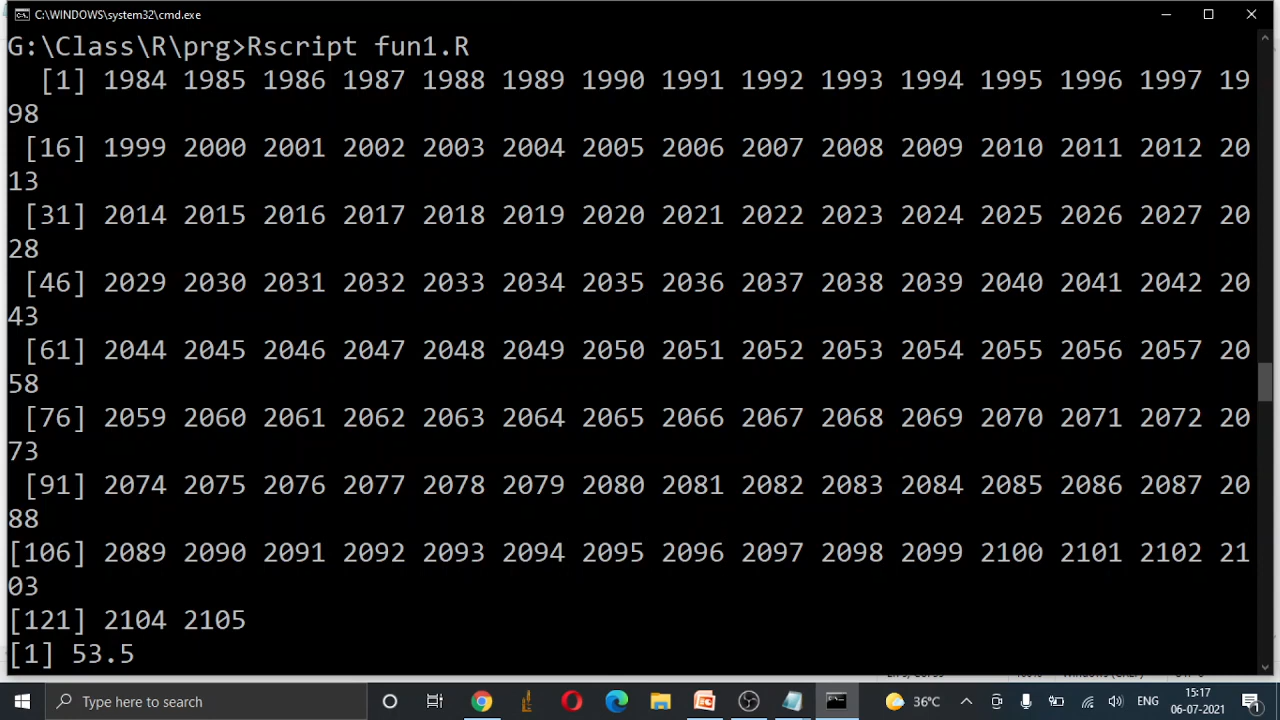 C:\WINDOWS\system32\cmd.exe
G:\Class\R\prg>Rscript fun1.R
[1] 1984 1985 1986 1987 1988 1989 1990 1991 1992 1993 1994 1995 1996 1997 19
98
[16] 1999 2000 2001 2002 2003 2004 2005 2006 2007 2008 2009 2010 2011 2012 20
13
[31] 2014 2015 2016 2017 2018 2019 2020 2021 2022 2023 2024 2025 2026 2027 20
28
[46] 2029 2030 2031 2032 2033 2034 2035 2036 2037 2038 2039 2040 2041 2042 20
43
[61] 2044 2045 2046 2047 2048 2049 2050 2051 2052 2053 2054 2055 2056 2057 20
58
[76] 2059 2060 2061 2062 2063 2064 2065 2066 2067 2068 2069 2070 2071 2072 20
73
[91] 2074 2075 2076 2077 2078 2079 2080 2081 2082 2083 2084 2085 2086 2087 20
88
[106] 2089 2090 2091 2092 2093 2094 2095 2096 2097 2098 2099 2100 2101 2102 21
03
[121] 2104 2105
[1] 53.5
Type here to search
36°C
ENG
15:17
06-07-2021
1